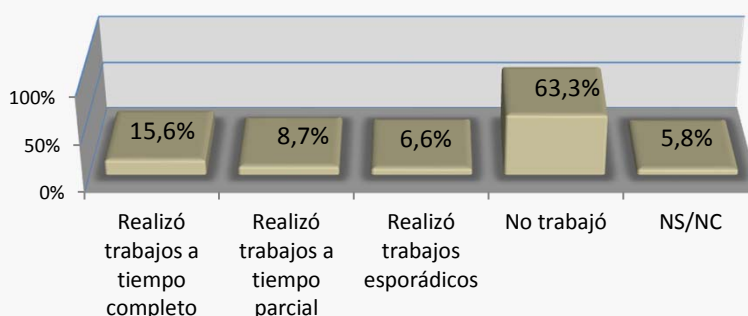 100%
50%
0%
15,6%
8,7%
6,6%
63,3%
5,8%
Realizó
trabajos a
tiempo
completo
Realizó
trabajos a
tiempo
parcial
Realizó
trabajos
esporádicos
No trabajó
NS/NC